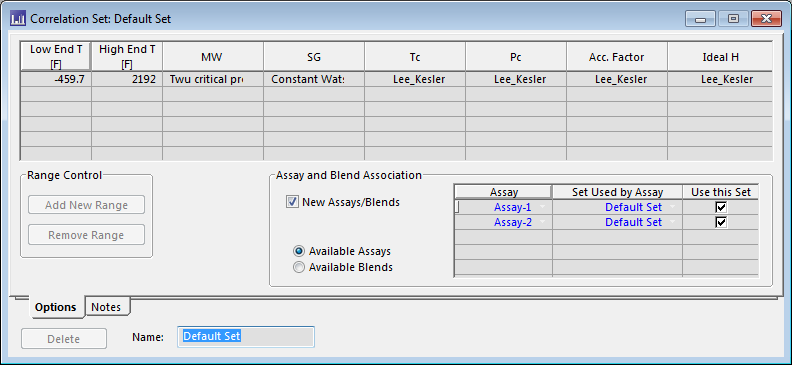 Correlation Set: Default Set
Low End T [F] High End T [F] MW SG Tc Pc Acc. Factor Ideal H
-459.7 2192 Twu critical pro Constant Wats Lee_Kesler Lee_Kesler Lee_Kesler Lee_Kesler
Range Control
Add New Range
Remove Range
Assay and Blend Association
New Assays/Blends
Available Assays
Available Blends
Assay Set Used by Assay Use this Set
Assay-1 Default Set
Assay-2 Default Set
Options Notes
Delete Name: Default Set